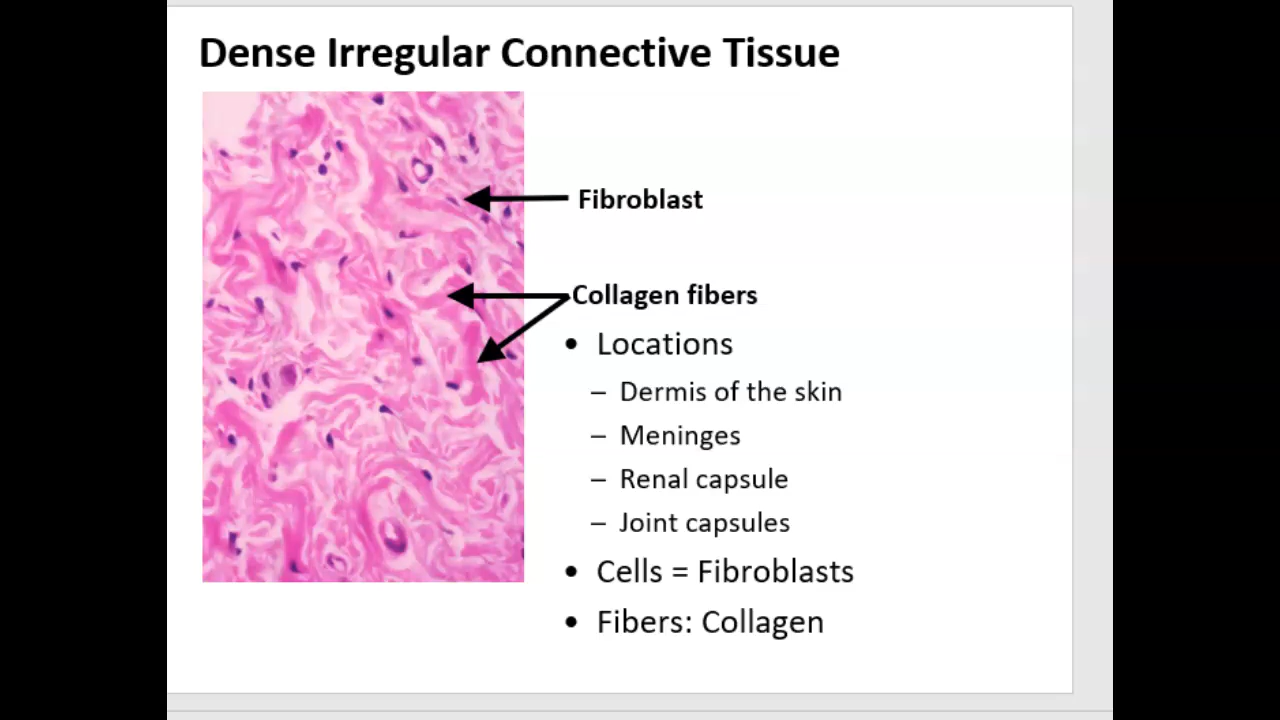 Dense Irregular Connective Tissue
Fibroblast
Collagen fibers
• Locations
– Dermis of the skin
– Meninges
– Renal capsule
– Joint capsules
• Cells = Fibroblasts
• Fibers: Collagen